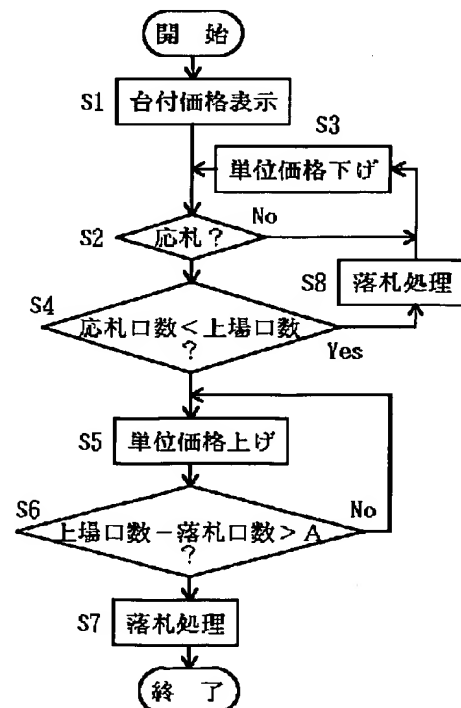 開 始
S1 台付価格表示
S3
単位価格下げ
S2 応札？ No
S8 落札処理
S4 応札口数＜上場口数
？ Yes
S5 単位価格上げ
S6 上場口数－落札口数＞A No
？
S7 落札処理
終 了